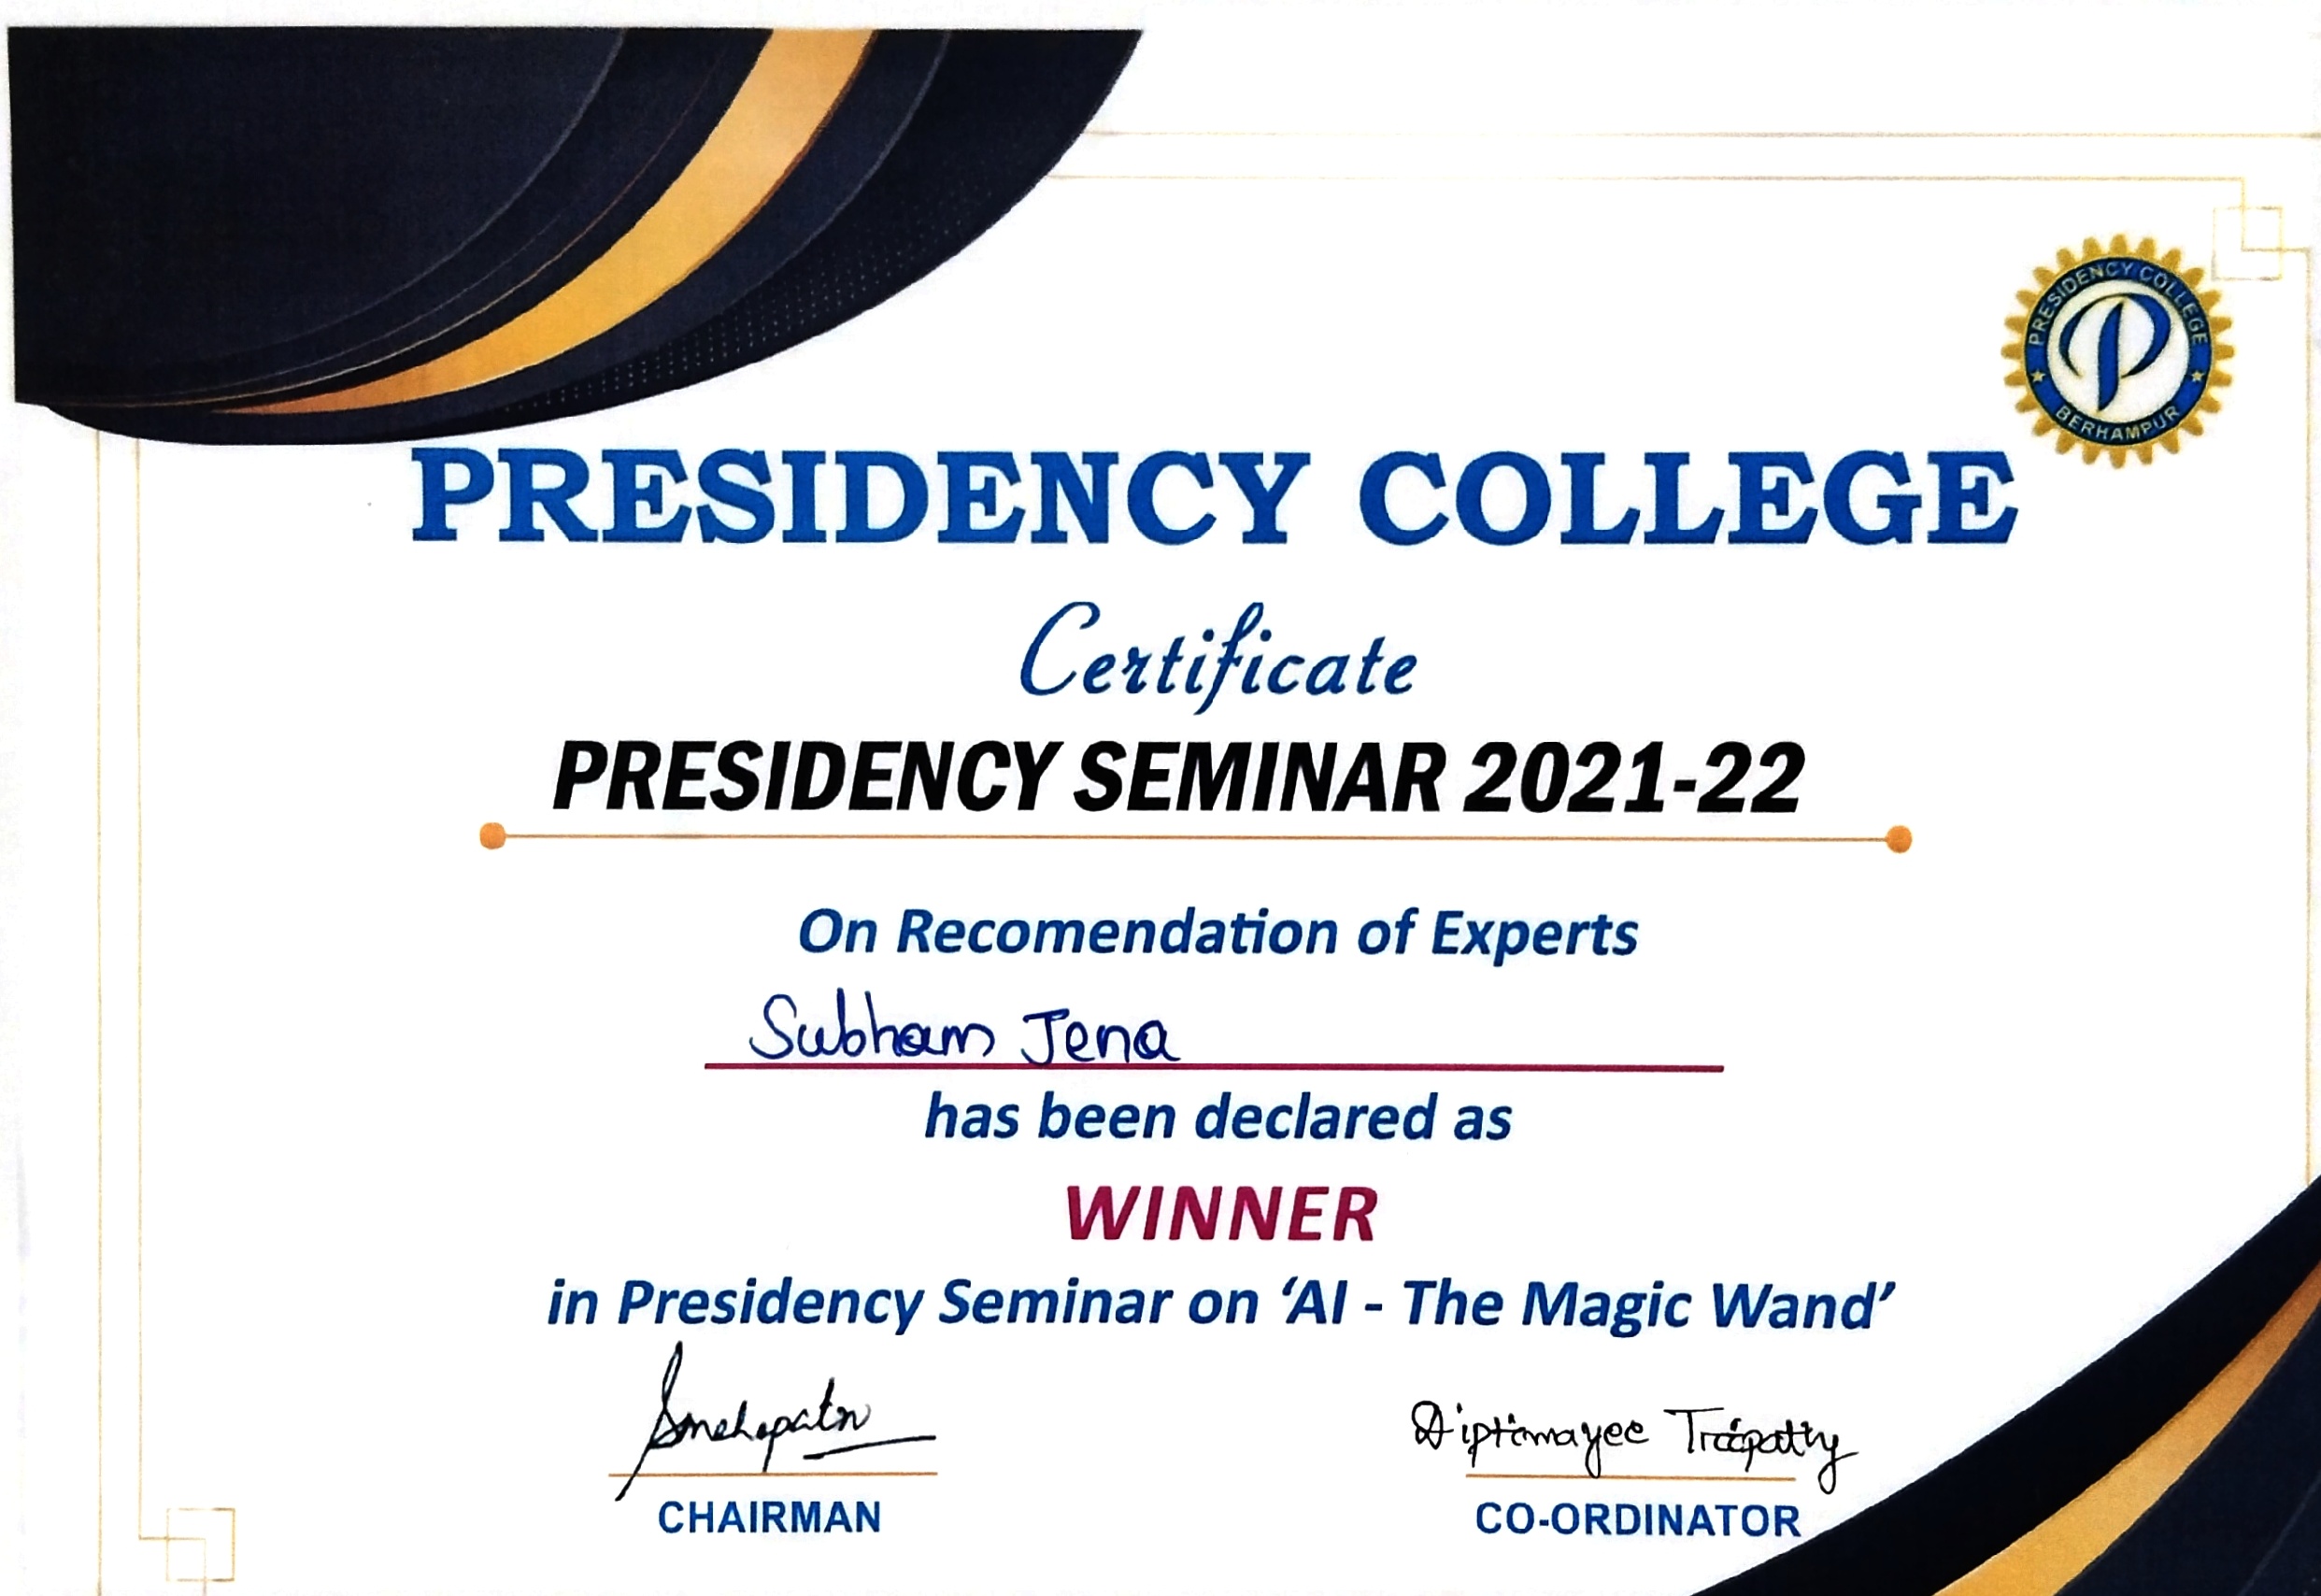 PRESIDENCY COLLEGE
BERHAMPUR
PRESIDENCY COLLEGE
Certificate
PRESIDENCY SEMINAR 2021-22
On Recomendation of Experts
Subham Jena
has been declared as
WINNER
in Presidency Seminar on ‘AI - The Magic Wand’
Diptimayee Tripathy
CHAIRMAN
CO-ORDINATOR